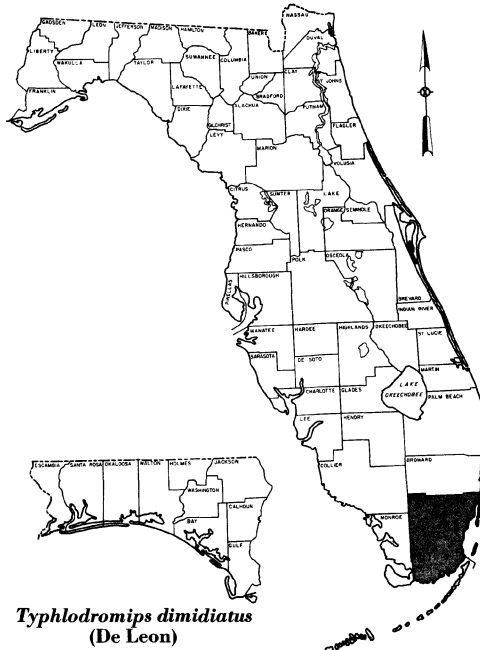 NASSAU
GADSDEN
LEON
JEFFERSON
MADISON
HAMILTON
BAKER
DUVAL
LIBERTY
WAKULLA
TAYLOR
SUWANNEE
COLUMBIA
UNION
CLAY
ST JOHNS
FRANKLIN
LAFAYETTE
BRADFORD
DIXIE
ALACHUA
PUTNAM
GILCHRIST
FLAGLER
LEVY
MARION
VOLUSIA
CITRUS
SUMTER
LAKE
ORANGE
SEMINOLE
HERNANDO
PASCO
POLK
OSCEOLA
HILLSBOROUGH
PINELLAS
BREVARD
INDIAN RIVER
MANATEE
HARDEE
HIGHLANDS
OKEECHOBEE
ST LUCIE
SARASOTA
DE SOTO
MARTIN
CHARLOTTE
GLADES
LAKE
OKEECHOBEE
PALM BEACH
LEE
HENDRY
COLLIER
BROWARD
MONROE
ESCAMBIA
SANTA ROSA
OKALOOSA
WALTON
HOLMES
JACKSON
WASHINGTON
BAY
CALHOUN
GULF
Typhlodromips dimidiatus
(De Leon)